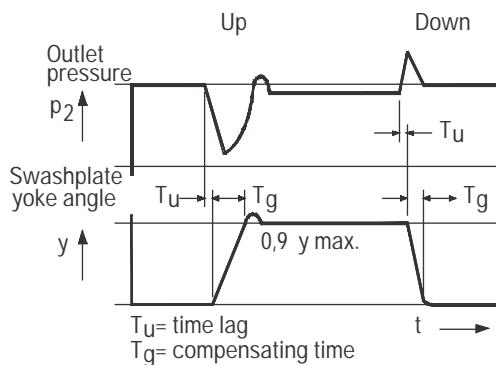 Up
Down
Outlet
pressure
p2
Tu
Swashplate
yoke angle
Tu
Tg
Tg
y
0,9 y max.
Tu= time lag
t
Tg= compensating time